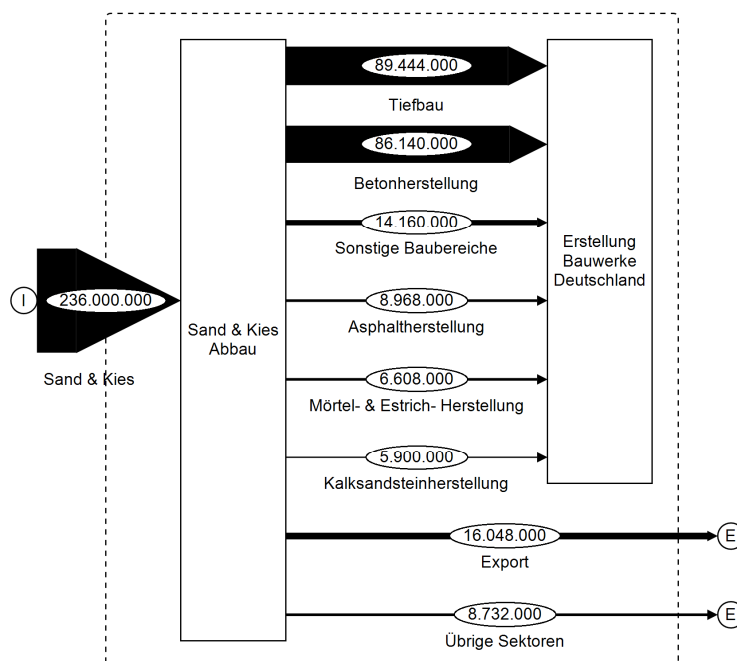 89.444.000
Tiefbau
86.140.000
Betonherstellung
14.160.000
Sonstige Baubereiche
Erstellung
Bauwerke
Deutschland
I
236.000.000
Sand & Kies
Sand & Kies
Abbau
8.968.000
Asphaltherstellung
6.608.000
Mörtel- & Estrich- Herstellung
5.900.000
Kalksandsteinherstellung
16.048.000
E
Export
8.732.000
E
Übrige Sektoren